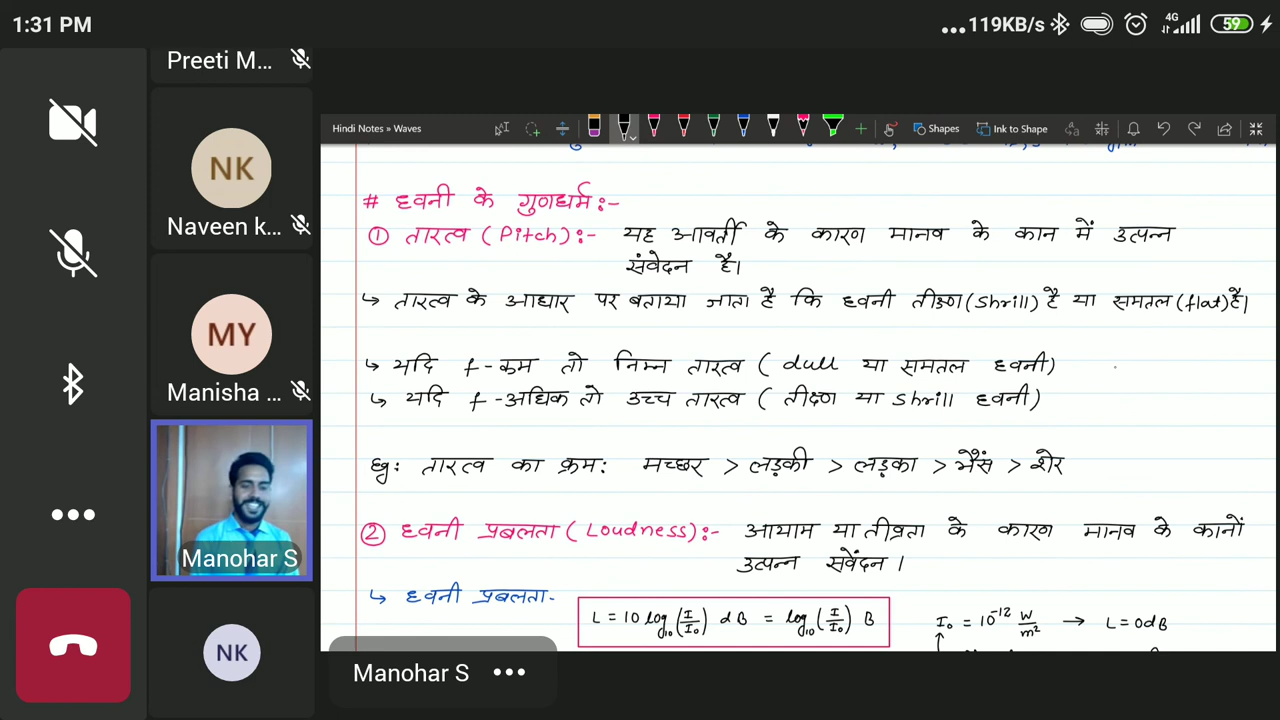 1:31 PM
...119KB/s 4G 59
Preeti M...
NK
Naveen k...
MY
Manisha ...
Manohar S
NK
Hindi Notes » Waves
Shapes
Ink to Shape
# ध्वनी के गुणधर्म :-
① तारत्व ( Pitch) :- यह आवर्ती के कारण मानव के कान में उत्पन्न
संवेदन है।
↳ तारत्व के आधार पर बताया जाता है कि ध्वनी तीक्ष्ण (Shrill) है या समतल (flat) है।
↳ यदि f - कम तो निम्न तारत्व ( dull या समतल ध्वनी)
↳ यदि f - अधिक तो उच्च तारत्व ( तीक्ष्ण या Shrill ध्वनी)
Eg: तारत्व का क्रम: मच्छर > लड़की > लड़का > भैंस > शेर
② ध्वनी प्रबलता ( Loudness) :- आयाम या तीव्रता के कारण मानव के कानों
उत्पन्न संवेदन ।
↳ ध्वनी प्रबलता-
L = 10 log₁₀ (I/I₀) dB = log₁₀ (I/I₀) B
I₀ = 10⁻¹² W/m² → L = 0dB
Manohar S ...